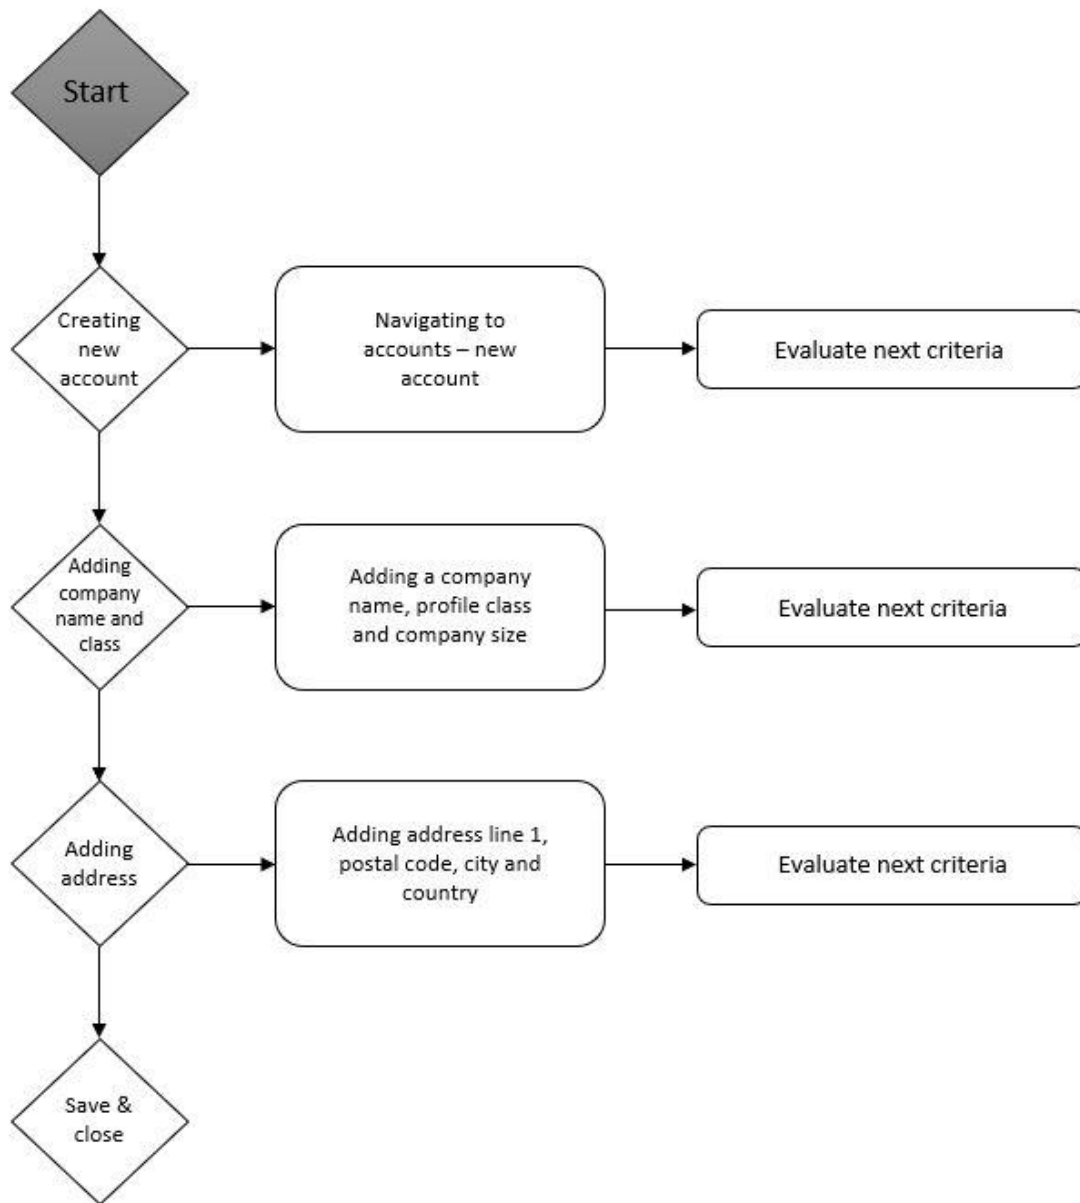 Start
Creating
new
account
Navigating to
accounts – new
account
Evaluate next criteria
Adding
company
name and
class
Adding a company
name, profile class
and company size
Evaluate next criteria
Adding
address
Adding address line 1,
postal code, city and
country
Evaluate next criteria
Save &
close